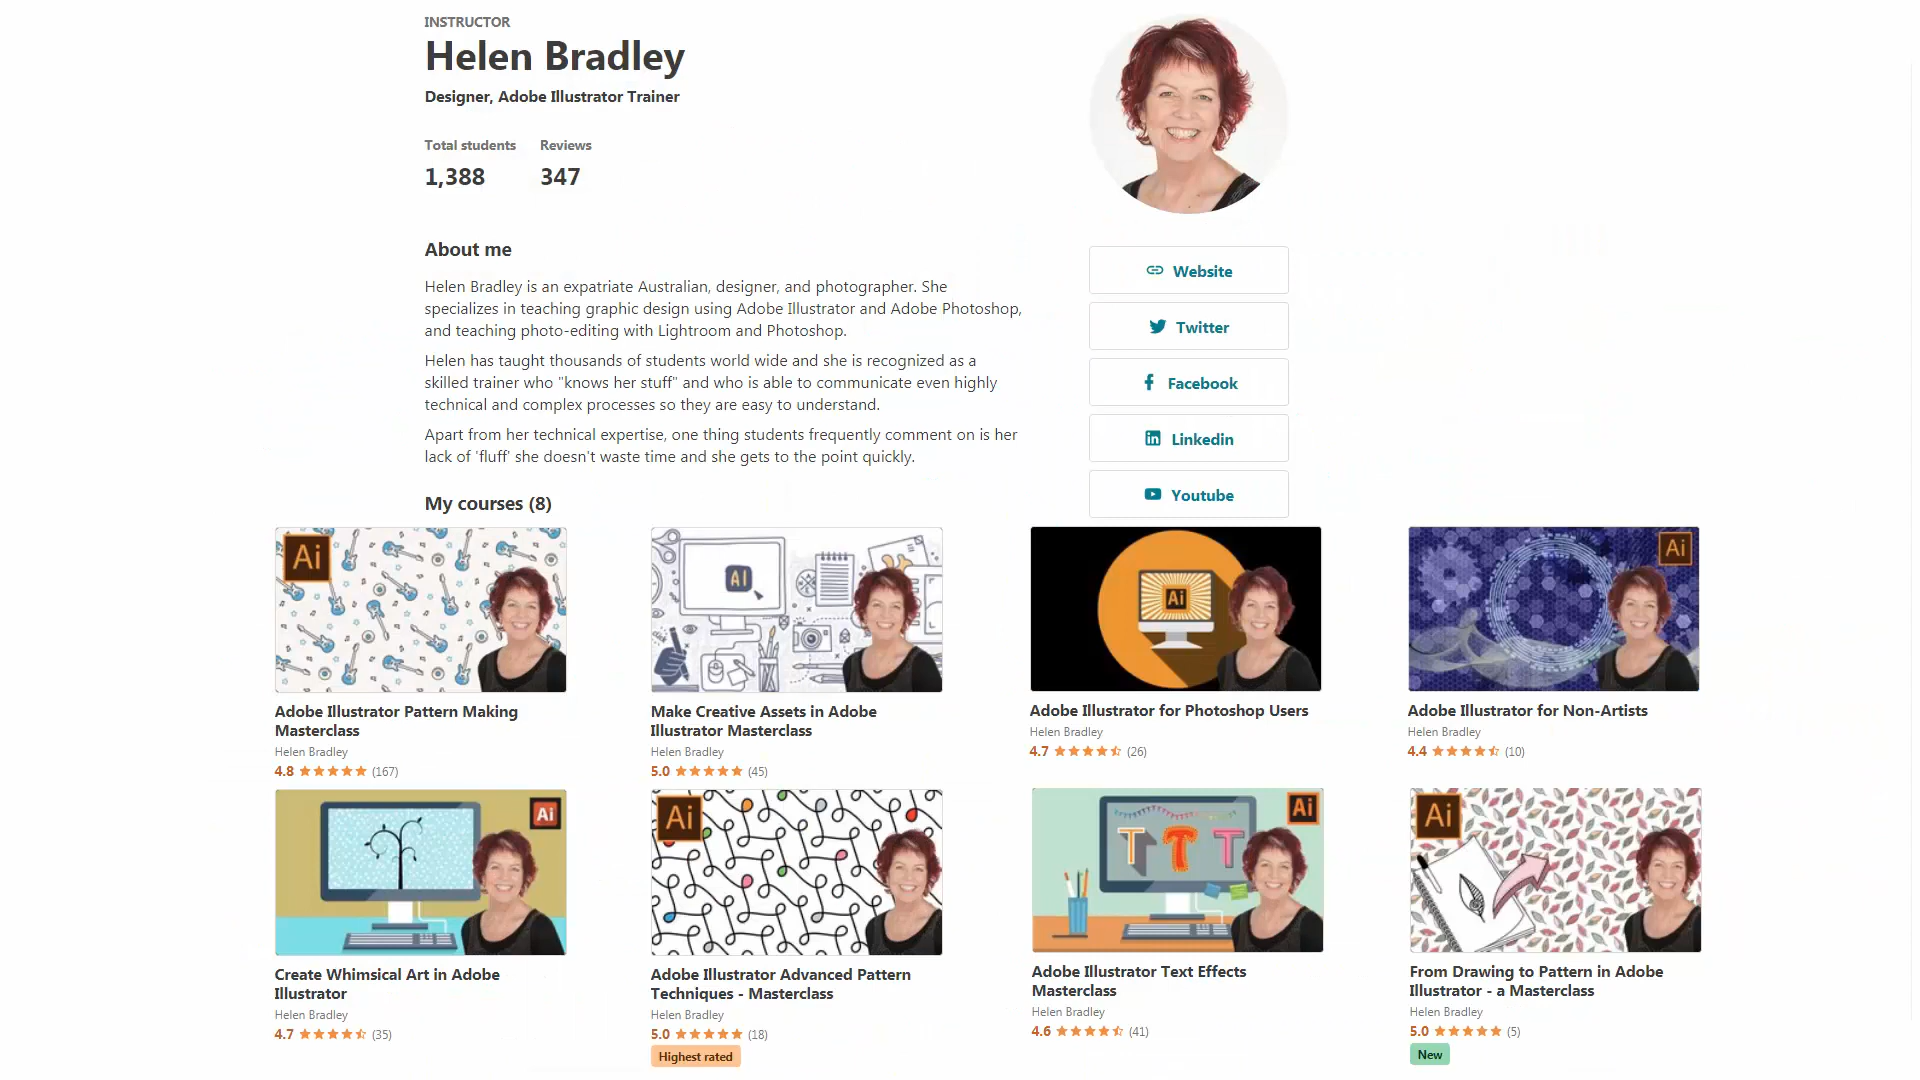 INSTRUCTOR
Helen Bradley
Designer, Adobe Illustrator Trainer
Total students
Reviews
1,388
347
About me
Helen Bradley is an expatriate Australian, designer, and photographer. She
specializes in teaching graphic design using Adobe Illustrator and Adobe Photoshop,
and teaching photo-editing with Lightroom and Photoshop.
Helen has taught thousands of students world wide and she is recognized as a
skilled trainer who "knows her stuff" and who is able to communicate even highly
technical and complex processes so they are easy to understand.
Apart from her technical expertise, one thing students frequently comment on is her
lack of 'fluff' she doesn't waste time and she gets to the point quickly.
Website
Twitter
Facebook
Linkedin
Youtube
My courses (8)
Ai
Adobe Illustrator Pattern Making
Masterclass
Helen Bradley
4.8 (167)
AI
Make Creative Assets in Adobe
Illustrator Masterclass
Helen Bradley
5.0 (45)
Ai
Adobe Illustrator for Photoshop Users
Helen Bradley
4.7 (26)
Ai
Adobe Illustrator for Non-Artists
Helen Bradley
4.4 (10)
Ai
Create Whimsical Art in Adobe
Illustrator
Helen Bradley
4.7 (35)
Ai
Adobe Illustrator Advanced Pattern
Techniques - Masterclass
Helen Bradley
5.0 (18)
Highest rated
Ai
T T T
Adobe Illustrator Text Effects
Masterclass
Helen Bradley
4.6 (41)
Ai
From Drawing to Pattern in Adobe
Illustrator - a Masterclass
Helen Bradley
5.0 (5)
New